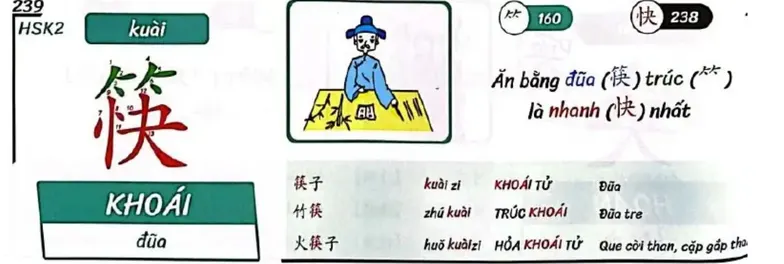 239
HSK2
kuài
筷
KHOÁI
đũa
⺮ 160
快 238
Ăn bằng đũa (筷) trúc (⺮)
là nhanh (快) nhất
筷子 kuài zi KHOÁI TỬ Đũa
竹筷 zhú kuài TRÚC KHOÁI Đũa tre
火筷子 huǒ kuàizi HỎA KHOÁI TỬ Que cời than, cặp gắp tha